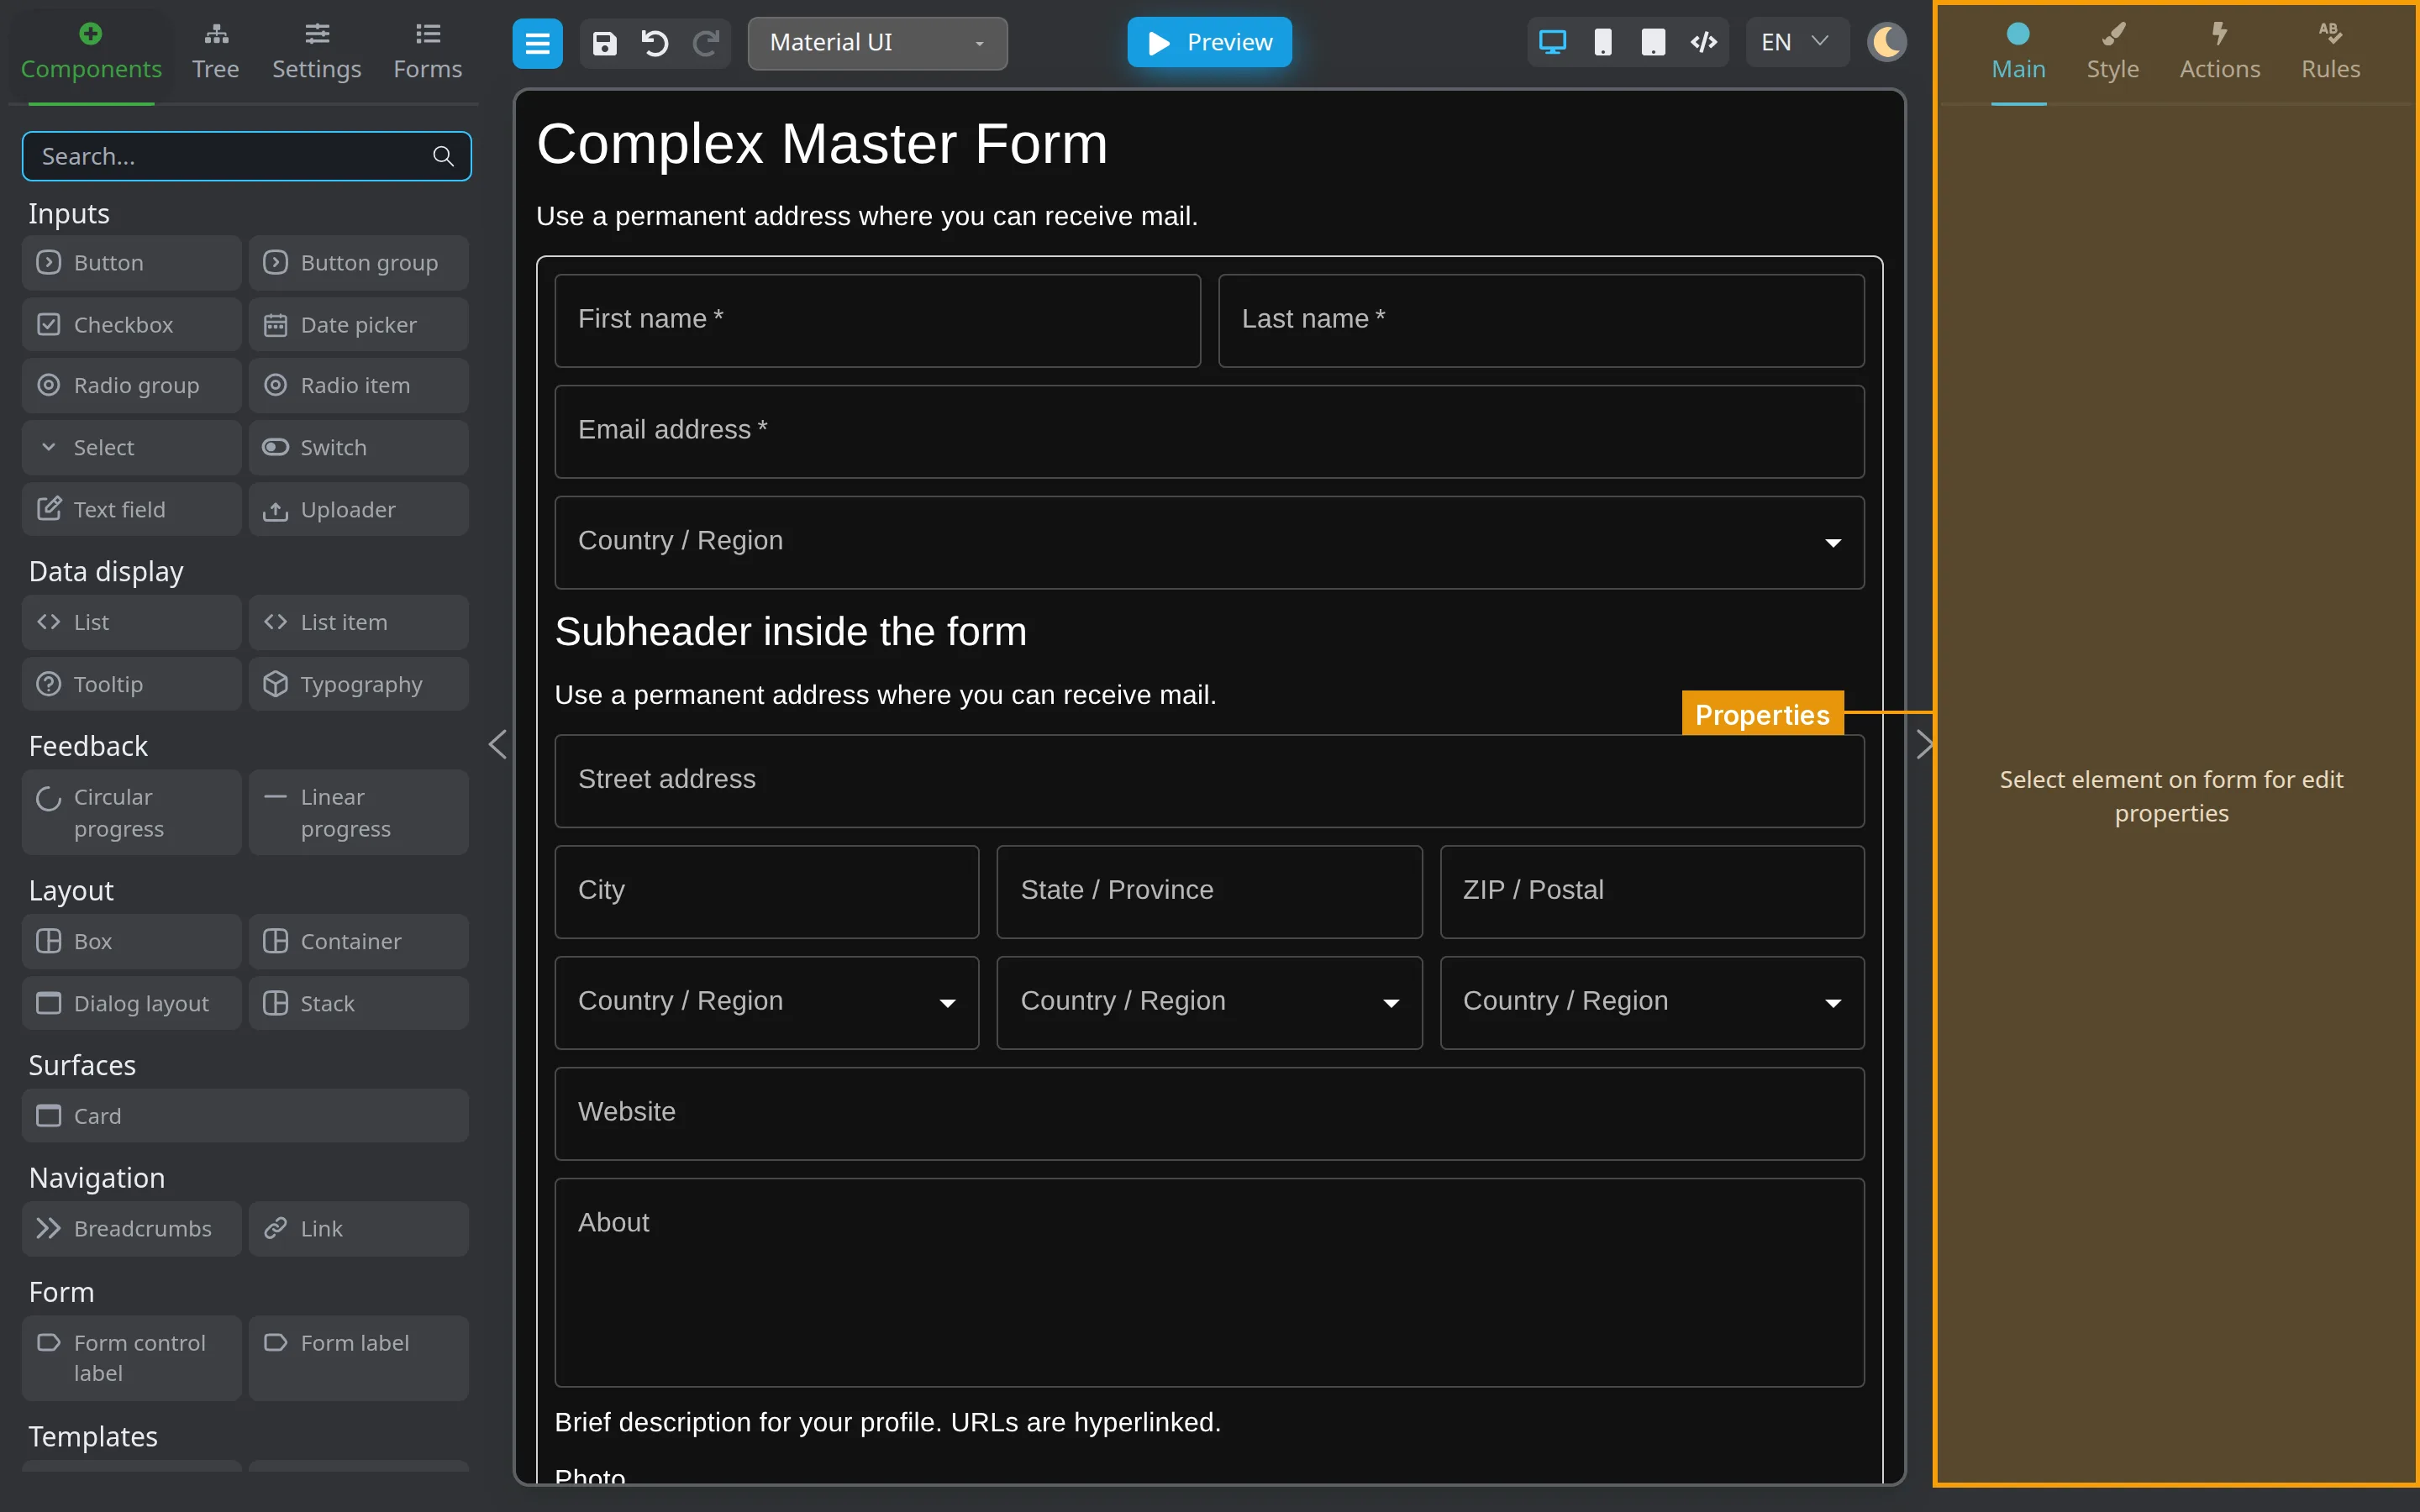 Components
Tree
Settings
Forms
Material UI
Preview
EN
Main
Style
Actions
Rules
Search...
Inputs
Button
Button group
Checkbox
Date picker
Radio group
Radio item
Select
Switch
Text field
Uploader
Data display
List
List item
Tooltip
Typography
Feedback
Circular
progress
Linear
progress
Layout
Box
Container
Dialog layout
Stack
Surfaces
Card
Navigation
Breadcrumbs
Link
Form
Form control
label
Form label
Templates
Complex Master Form
Use a permanent address where you can receive mail.
First name *
Last name *
Email address *
Country / Region
Subheader inside the form
Use a permanent address where you can receive mail.
Street address
City
State / Province
ZIP / Postal
Country / Region
Country / Region
Country / Region
Website
About
Brief description for your profile. URLs are hyperlinked.
Photo
Properties
Select element on form for edit
properties